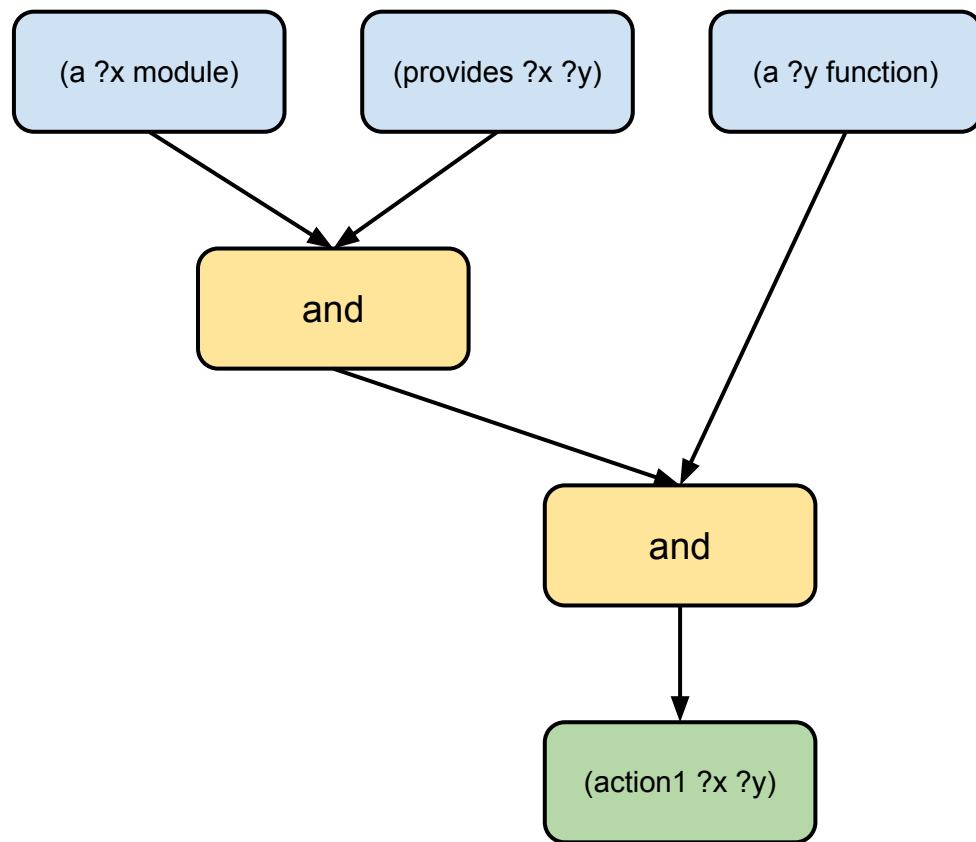 (a ?x module)
(provides ?x ?y)
(a ?y function)
and
and
(action1 ?x ?y)